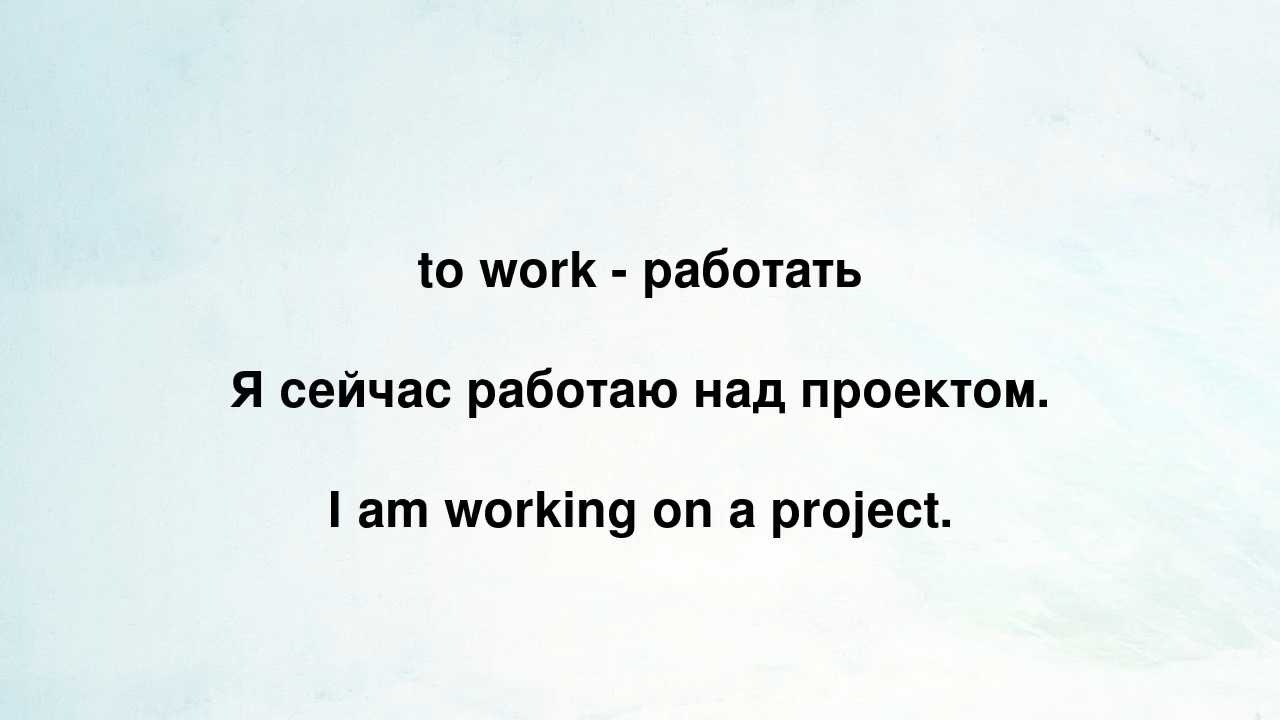 to work - работать
Я сейчас работаю над проектом.
I am working on a project.